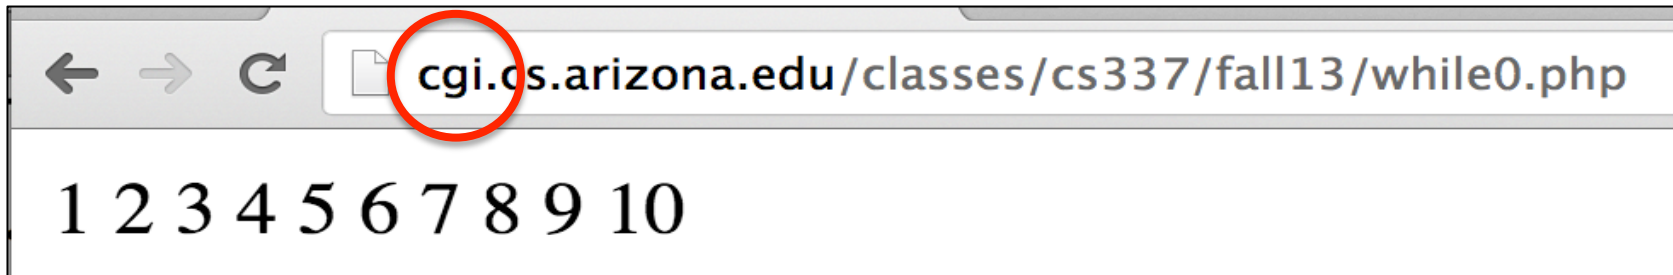 cgi.cs.arizona.edu/classes/cs337/fall13/while0.php
1 2 3 4 5 6 7 8 9 10